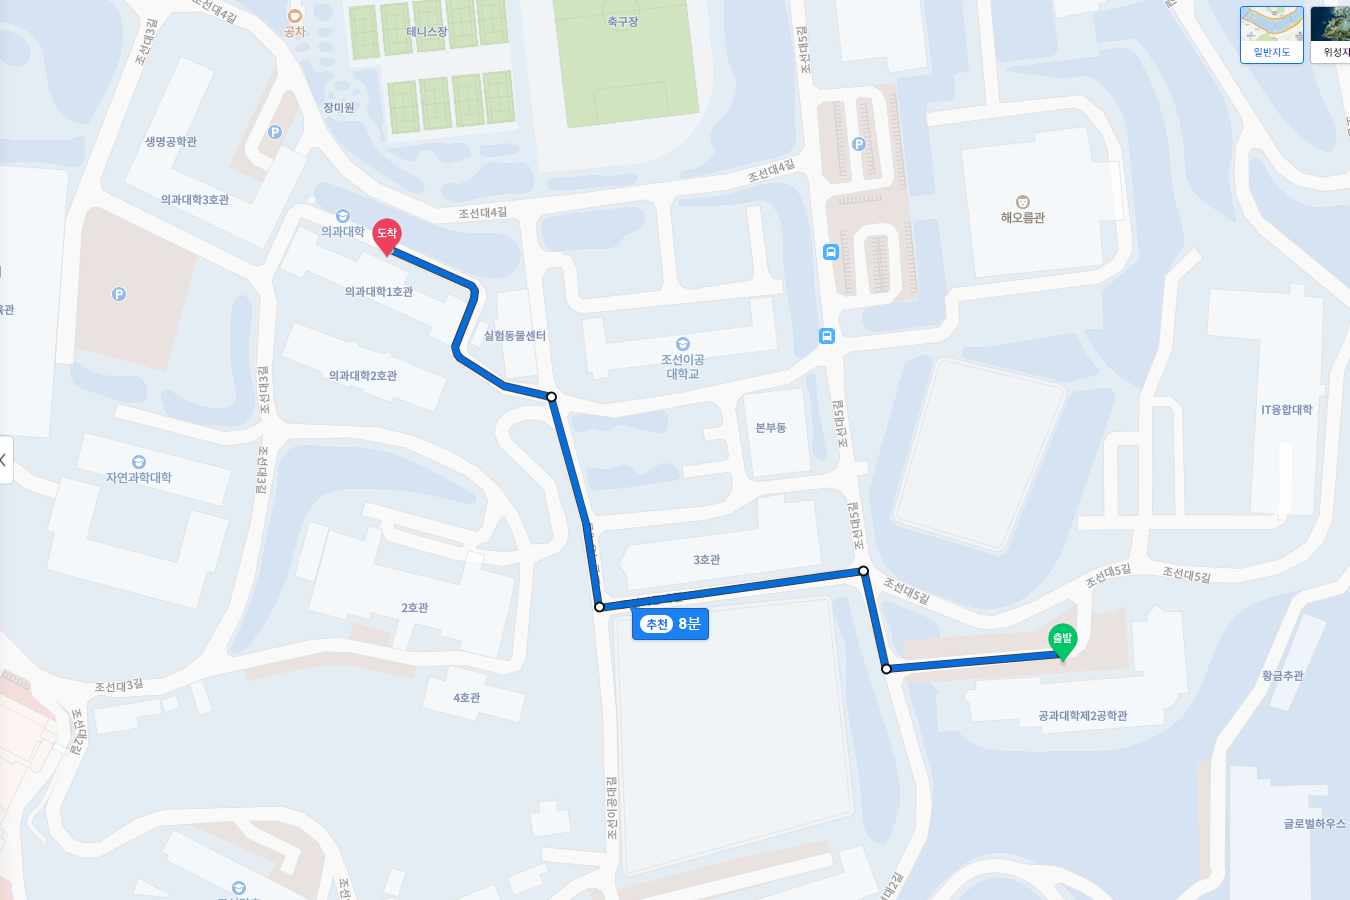 조선대4길
공차
조선대3길
테니스장
축구장
조선대5길
일반지도
위성지
장미원
P
생명공학관
P
의과대학3호관
조선대4길
조선대4길
해오름관
의과대학
도착
의과대학1호관
P
육관
실험동물센터
조선이공
대학교
의과대학2호관
조선대3길
조선대5길
본부동
IT융합대학
조선대3길
자연과학대학
조선대5길
3호관
조선대5길
조선대5길
조선대5길
2호관
추천 8분
출발
조선대3길
4호관
황금추관
공과대학제2공학관
조선대2길
조선이공대길
글로벌하우스